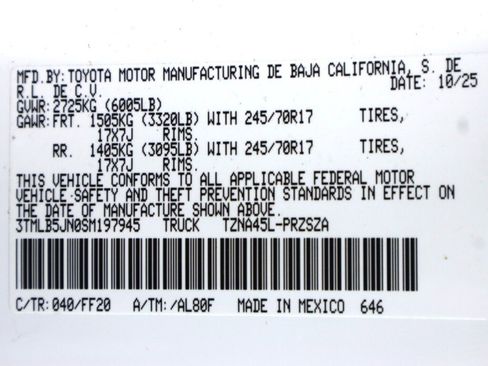 MFD.BY:TOYOTA MOTOR MANUFACTURING DE BAJA CALIFORNIA, S. DE
R.L. DE C.V. DATE: 10/25
GVWR:2725KG (6005LB)
GAWR:FRT. 1505KG (3320LB) WITH 245/70R17 TIRES,
17X7J RIMS.
RR. 1405KG (3095LB) WITH 245/70R17 TIRES,
17X7J RIMS.
THIS VEHICLE CONFORMS TO ALL APPLICABLE FEDERAL MOTOR
VEHICLE SAFETY AND THEFT PREVENTION STANDARDS IN EFFECT ON
THE DATE OF MANUFACTURE SHOWN ABOVE.
3TMLB5JN0SM197945 TRUCK TZNA45L-PRZSZA
C/TR:040/FF20 A/TM:/AL80F MADE IN MEXICO 646